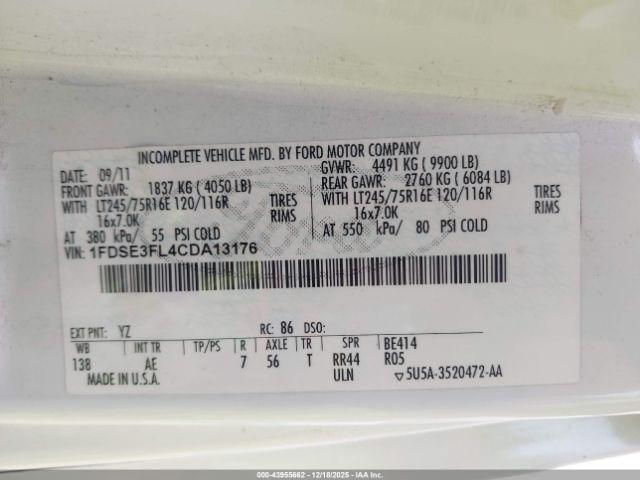 INCOMPLETE VEHICLE MFD. BY FORD MOTOR COMPANY
DATE: 09/11 GVWR: 4491 KG ( 9900 LB)
FRONT GAWR: 1837 KG ( 4050 LB) REAR GAWR: 2760 KG ( 6084 LB)
WITH LT245/75R16E 120/116R TIRES WITH LT245/75R16E 120/116R TIRES
16x7.0K RIMS 16x7.0K RIMS
AT 380 kPa/ 55 PSI COLD AT 550 kPa/ 80 PSI COLD
VIN: 1FDSE3FL4CDA13176
EXT PNT: YZ RC: 86 DSO:
WB INT TR TP/PS R AXLE TR SPR BE414
138 AE 7 56 T RR44 R05
MADE IN U.S.A. ULN ▽5U5A-3520472-AA
000-43955662 - 12/18/2025 - IAAI.CA